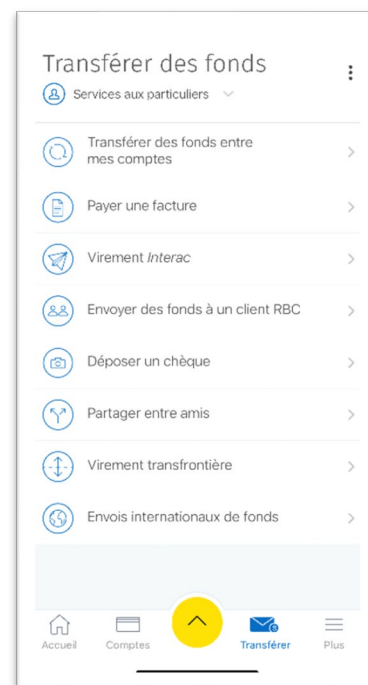 Transférer des fonds
Services aux particuliers
Transférer des fonds entre
mes comptes
Payer une facture
Virement Interac
Envoyer des fonds à un client RBC
Déposer un chèque
Partager entre amis
Virement transfrontière
Envois internationaux de fonds
Accueil Comptes Transférer Plus